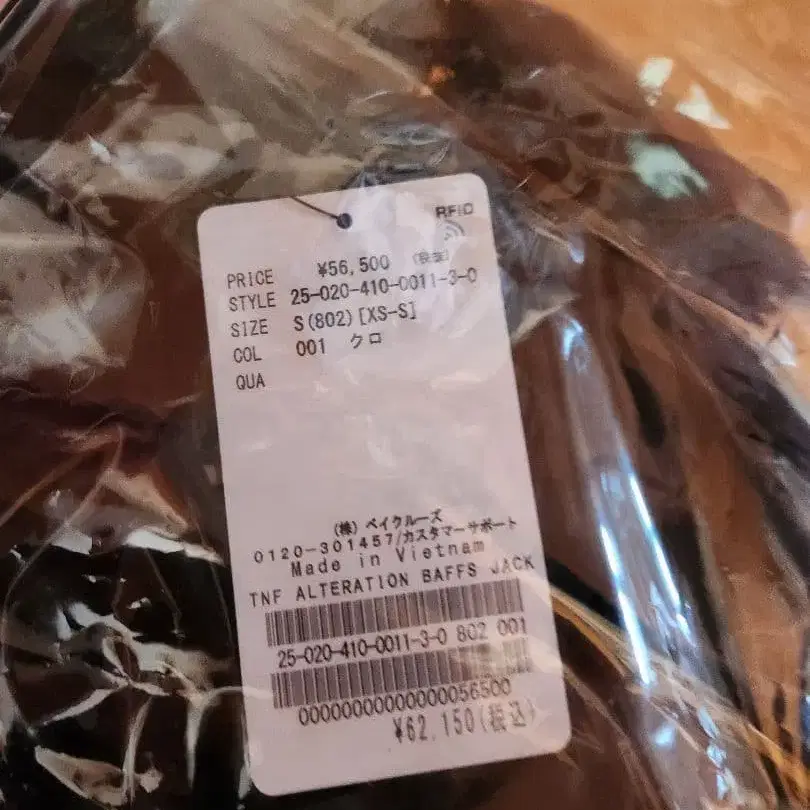 RFID
PRICE ¥56,500 (税抜)
STYLE 25-020-410-0011-3-0
SIZE S(802)[XS-S]
COL 001 クロ
QUA
(株) ベイクルーズ
0120-301457/カスタマーサポート
Made in Vietnam
TNF ALTERATION BAFFS JACK
25-020-410-0011-3-0 802 001
00000000000000056500
¥62,150(税込)